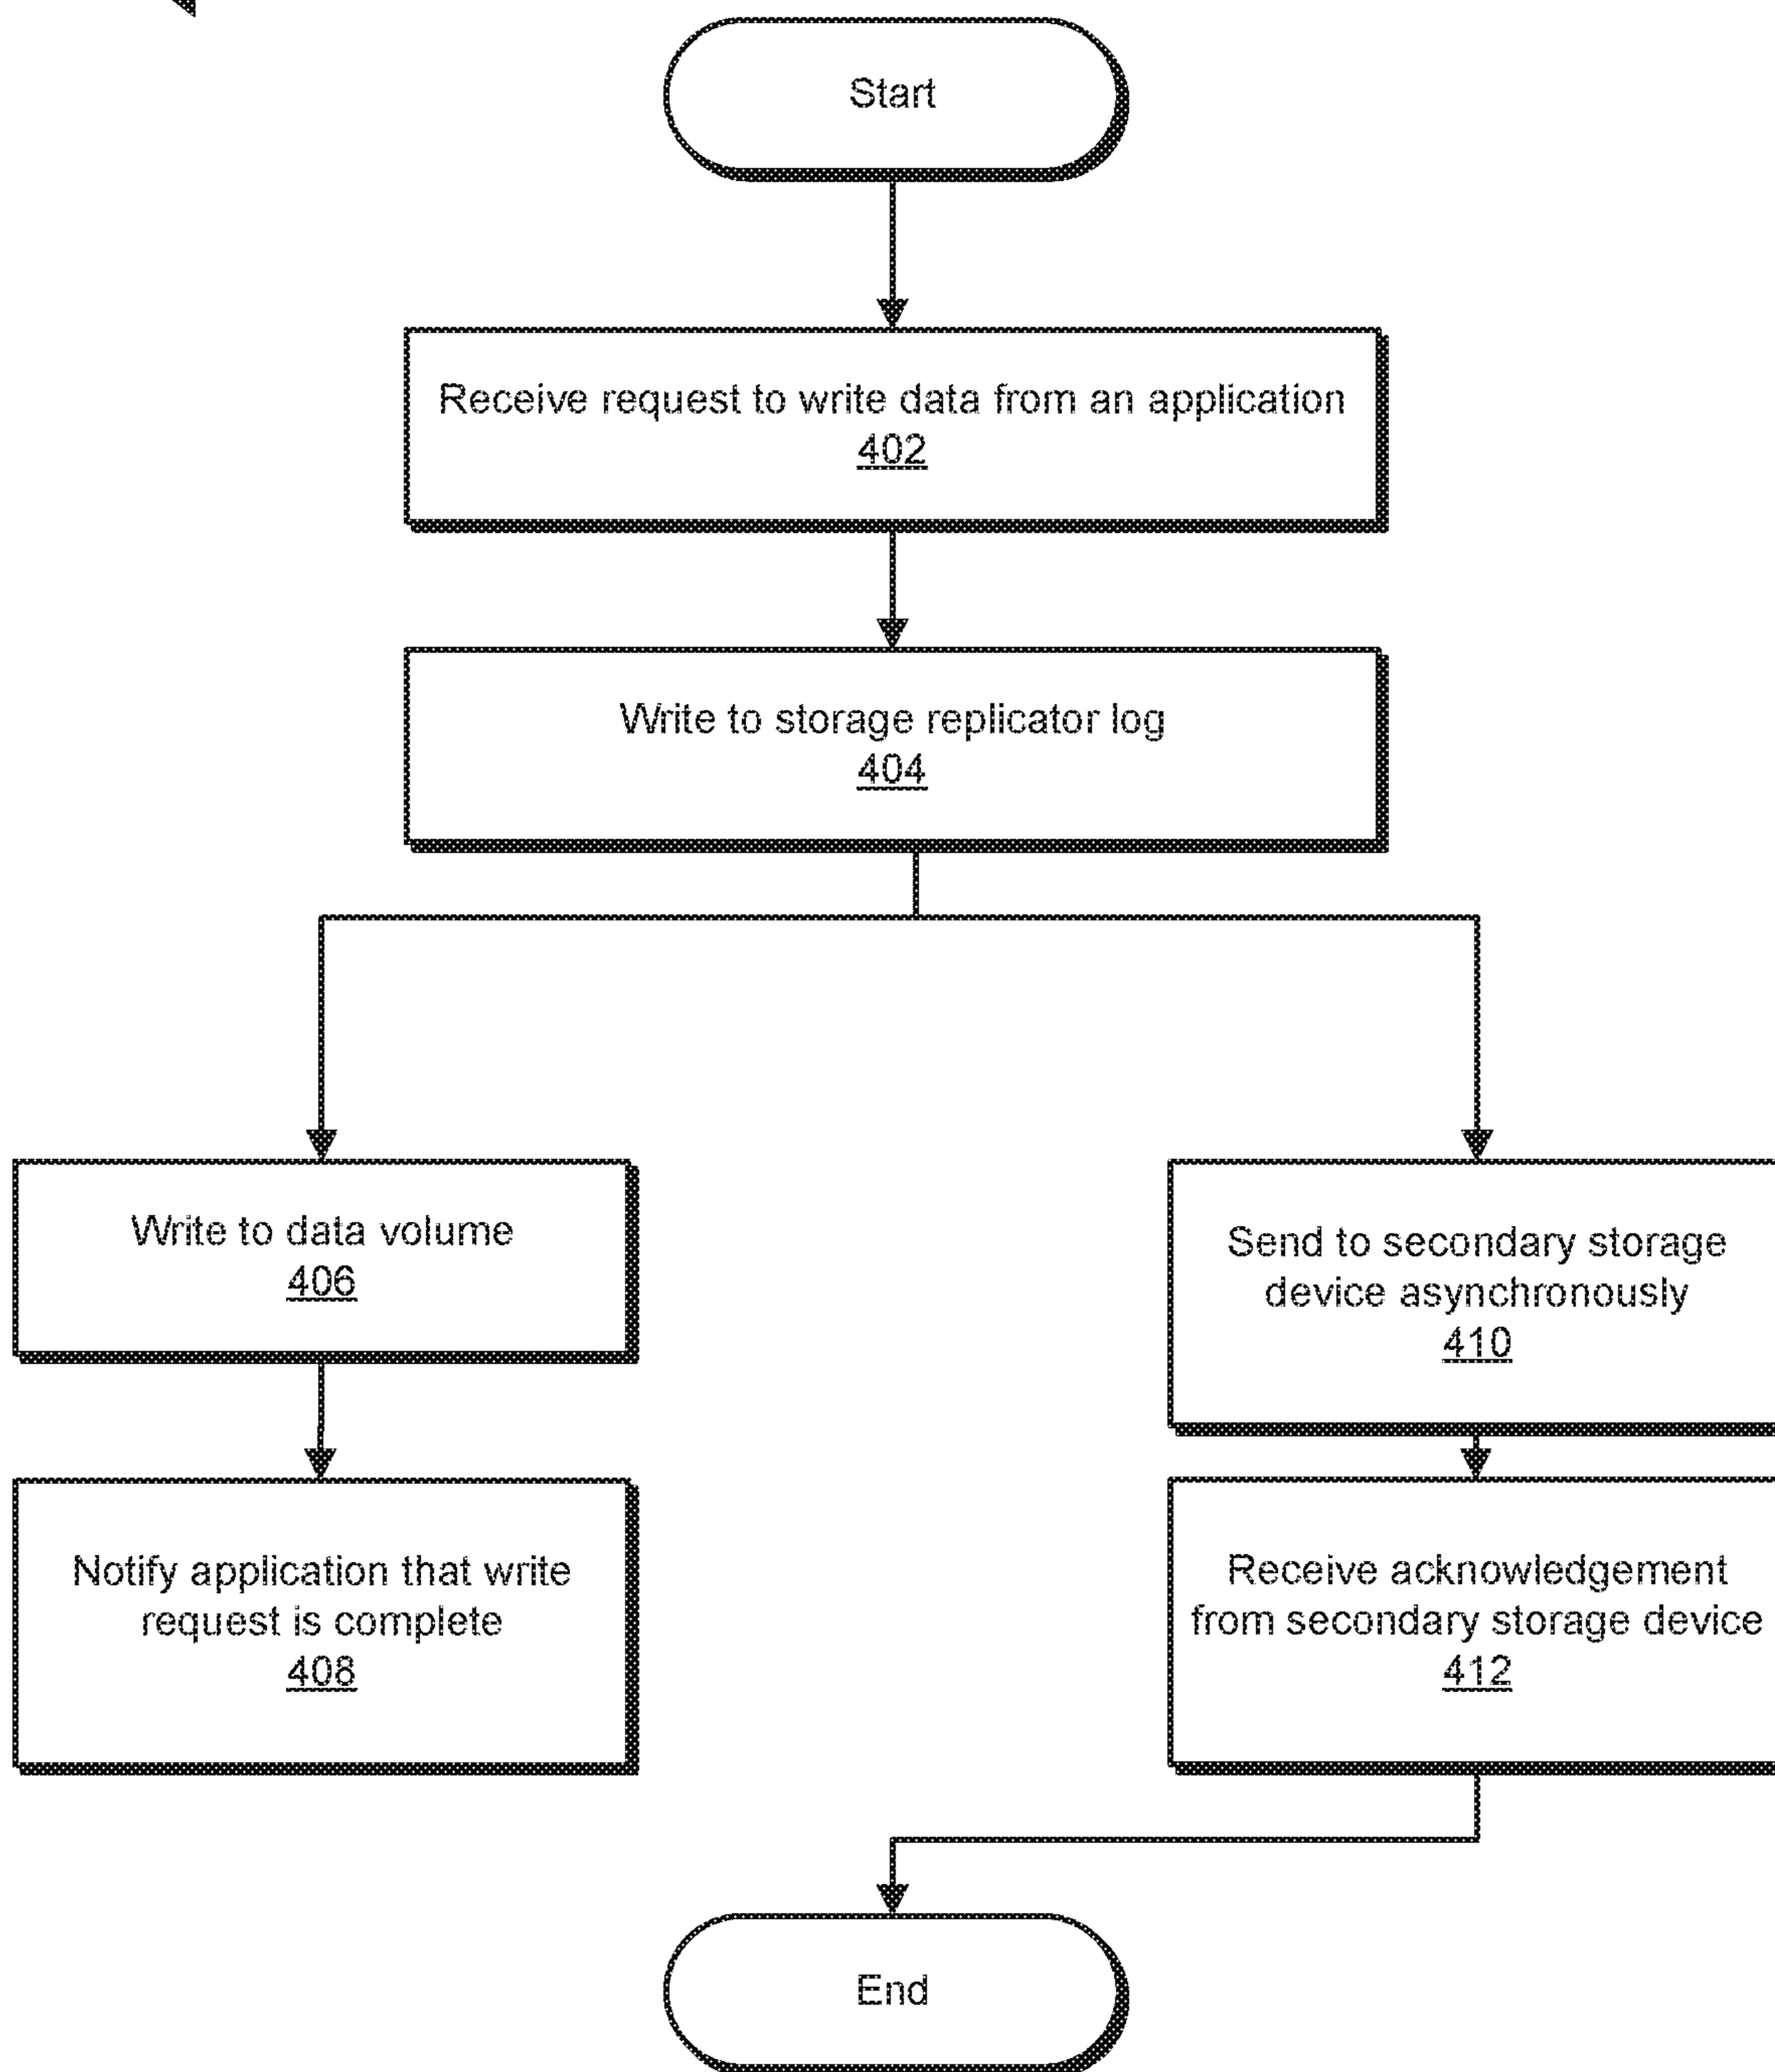 Start
Receive request to write data from an application
402
Write to storage replicator log
404
Write to data volume
406
Notify application that write
request is complete
408
Send to secondary storage
device asynchronously
410
Receive acknowledgement
from secondary storage device
412
End